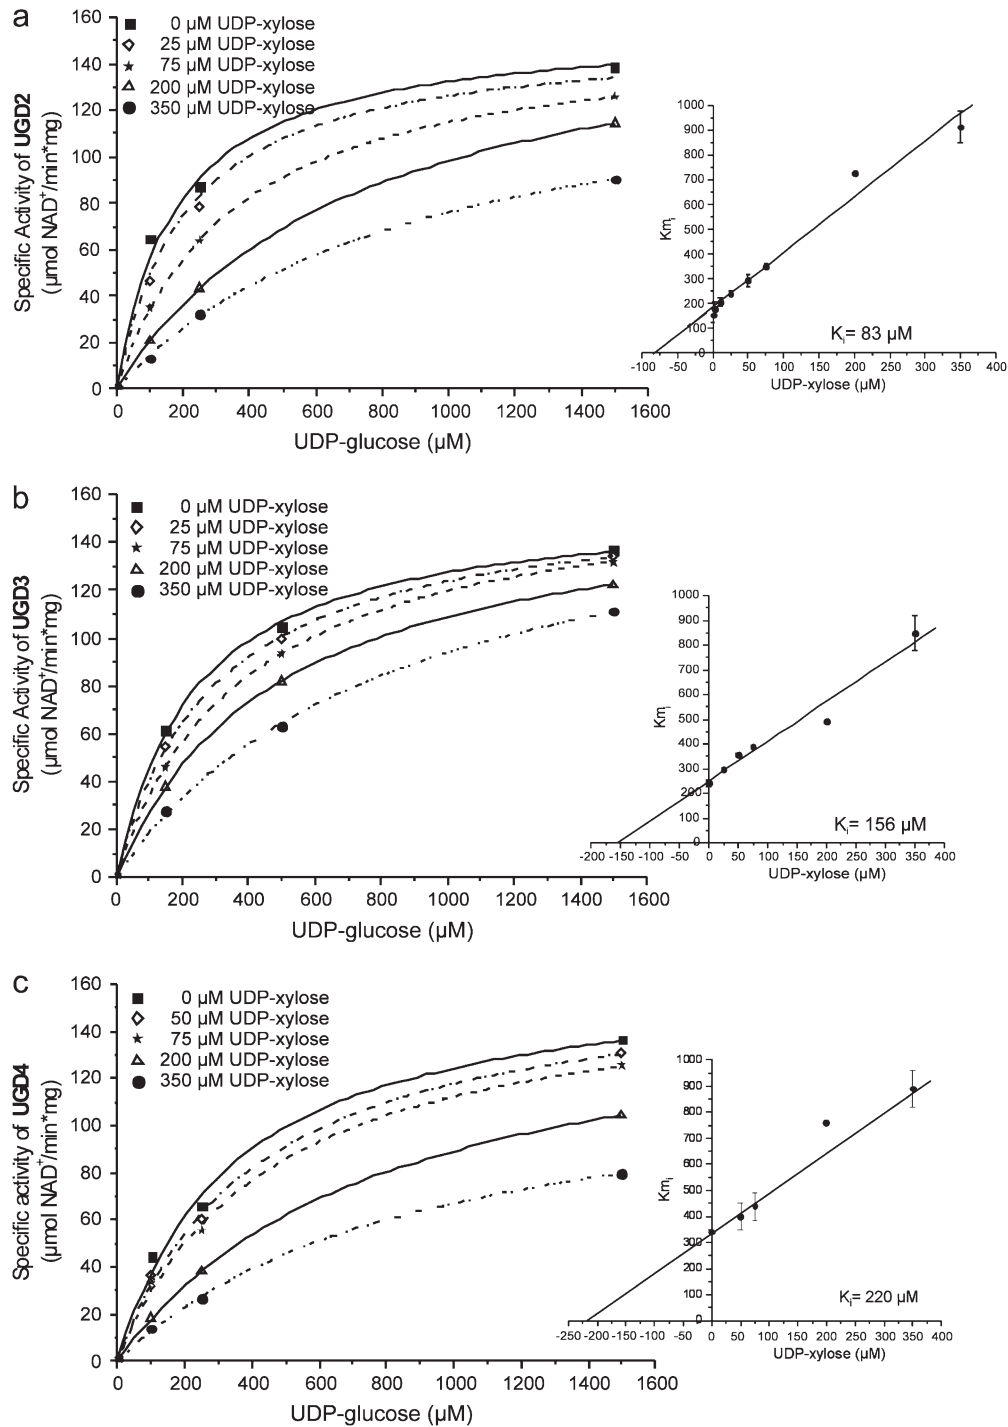 a
160
140
120
100
80
60
40
20
0
Specific Activity of UGD2
(µmol NAD⁺/min*mg)
0 µM UDP-xylose
25 µM UDP-xylose
75 µM UDP-xylose
200 µM UDP-xylose
350 µM UDP-xylose
0 200 400 600 800 1000 1200 1400 1600
UDP-glucose (µM)
1000
900
800
700
600
500
400
300
200
100
0
Kmᵢ
Kᵢ= 83 µM
-100 -50 0 50 100 150 200 250 300 350 400
UDP-xylose (µM)
b
160
140
120
100
80
60
40
20
0
Specific Activity of UGD3
(µmol NAD⁺/min*mg)
0 µM UDP-xylose
25 µM UDP-xylose
75 µM UDP-xylose
200 µM UDP-xylose
350 µM UDP-xylose
0 200 400 600 800 1000 1200 1400 1600
UDP-glucose (µM)
1000
900
800
700
600
500
400
300
200
100
0
Kmᵢ
Kᵢ= 156 µM
-200 -150 -100 -50 0 50 100 150 200 250 300 350 400
UDP-xylose (µM)
c
160
140
120
100
80
60
40
20
0
Specific activity of UGD4
(µmol NAD⁺/min*mg)
0 µM UDP-xylose
50 µM UDP-xylose
75 µM UDP-xylose
200 µM UDP-xylose
350 µM UDP-xylose
0 200 400 600 800 1000 1200 1400 1600
UDP-glucose (µM)
1000
900
800
700
600
500
400
300
200
100
0
Kmᵢ
Kᵢ= 220 µM
-250 -200 -150 -100 -50 0 50 100 150 200 250 300 350 400
UDP-xylose (µM)